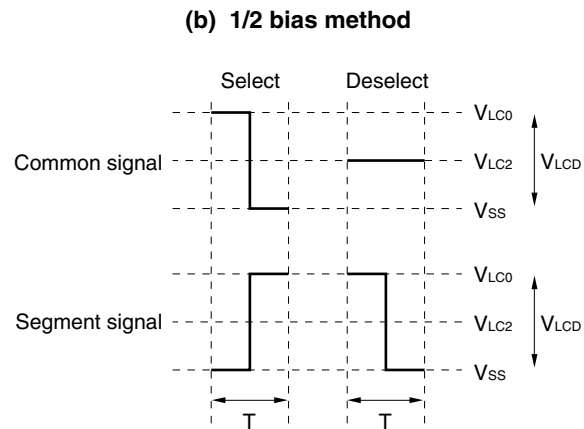 (b) 1/2 bias method
Select Deselect
VLC0
Common signal VLC2 VLCD
VSS
VLC0
Segment signal VLC2 VLCD
VSS
T T